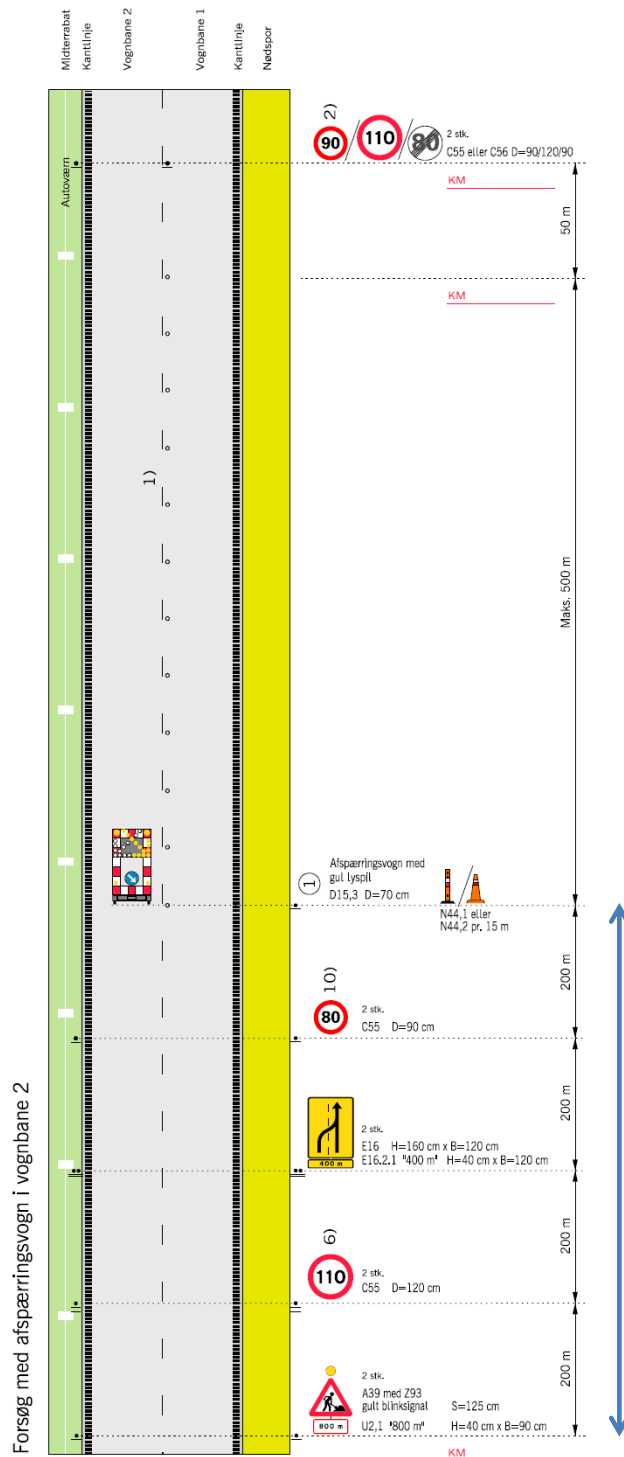 Forsøg med afspærringsvogn i vognbane 2
Midterrabat
Kantlinje
Vognbane 2
Vognbane 1
Kantlinje
Nødspor
Autoværn
2)
90
110
80
2 stk.
C55 eller C56 D=90/120/90
KM
50 m
KM
1)
Maks. 500 m
1
Afspærringsvogn med
gul lyspil
D15,3 D=70 cm
N44,1 eller
N44,2 pr. 15 m
200 m
10)
80
2 stk.
C55 D=90 cm
200 m
400 m
2 stk.
E16 H=160 cm x B=120 cm
E16.2.1 "400 m" H=40 cm x B=120 cm
200 m
6)
110
2 stk.
C55 D=120 cm
200 m
800 m
2 stk.
A39 med Z93
gult blinksignal S=125 cm
U2,1 "800 m" H=40 cm x B=90 cm
KM